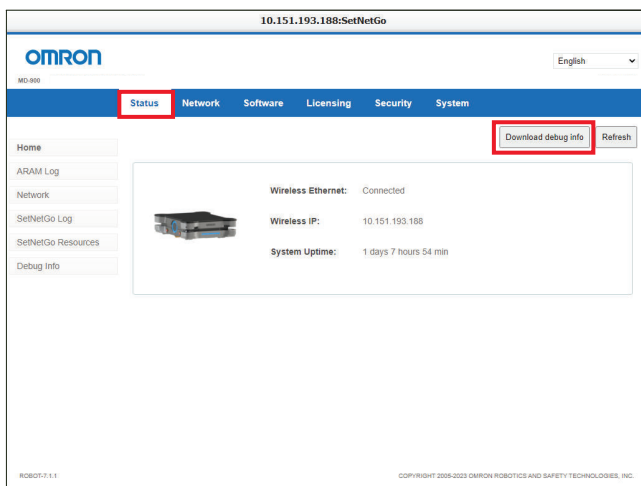 10.151.193.188:SetNetGo
OMRON
English
MD-900
Status Network Software Licensing Security System
Download debug info Refresh
Home
ARAM Log
Network
SetNetGo Log
SetNetGo Resources
Debug Info
Wireless Ethernet: Connected
Wireless IP: 10.151.193.188
System Uptime: 1 days 7 hours 54 min
ROBOT-7.1.1
COPYRIGHT 2005-2023 OMRON ROBOTICS AND SAFETY TECHNOLOGIES, INC.